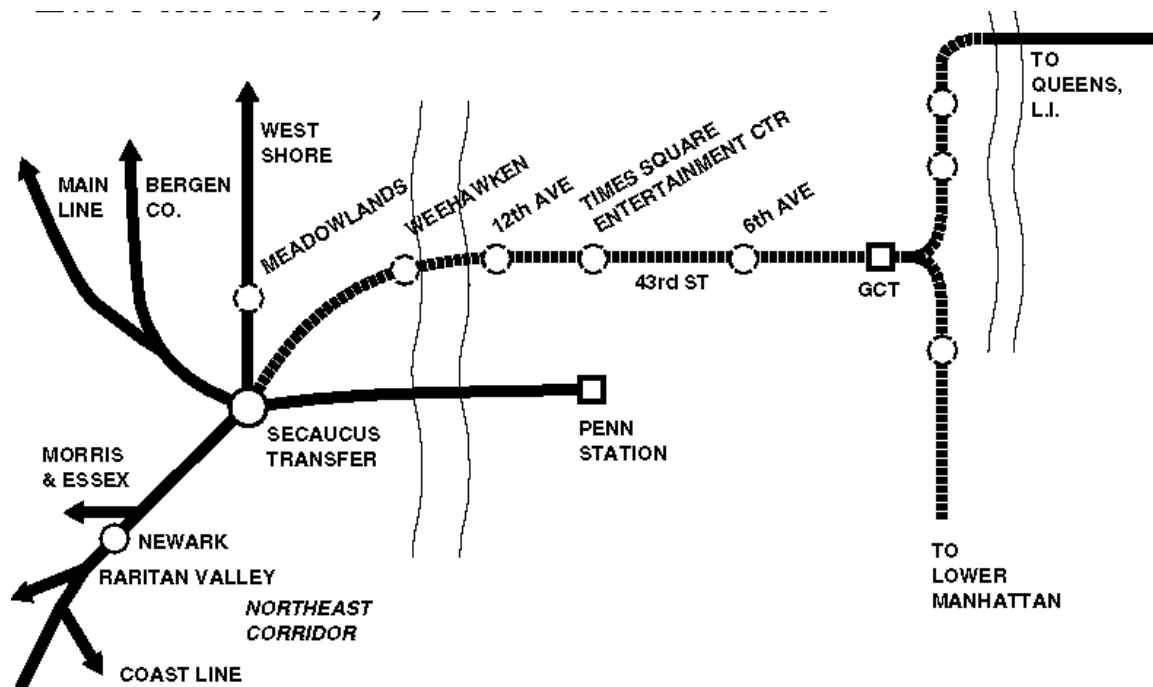 TO
QUEENS,
L.I.
WEST
SHORE
MAIN
LINE
BERGEN
CO.
MEADOWLANDS
WEEHAWKEN
12th AVE
TIMES SQUARE
ENTERTAINMENT CTR
6th AVE
43rd ST
GCT
SECAUCUS
TRANSFER
PENN
STATION
MORRIS
& ESSEX
NEWARK
RARITAN VALLEY
NORTHEAST
CORRIDOR
COAST LINE
TO
LOWER
MANHATTAN